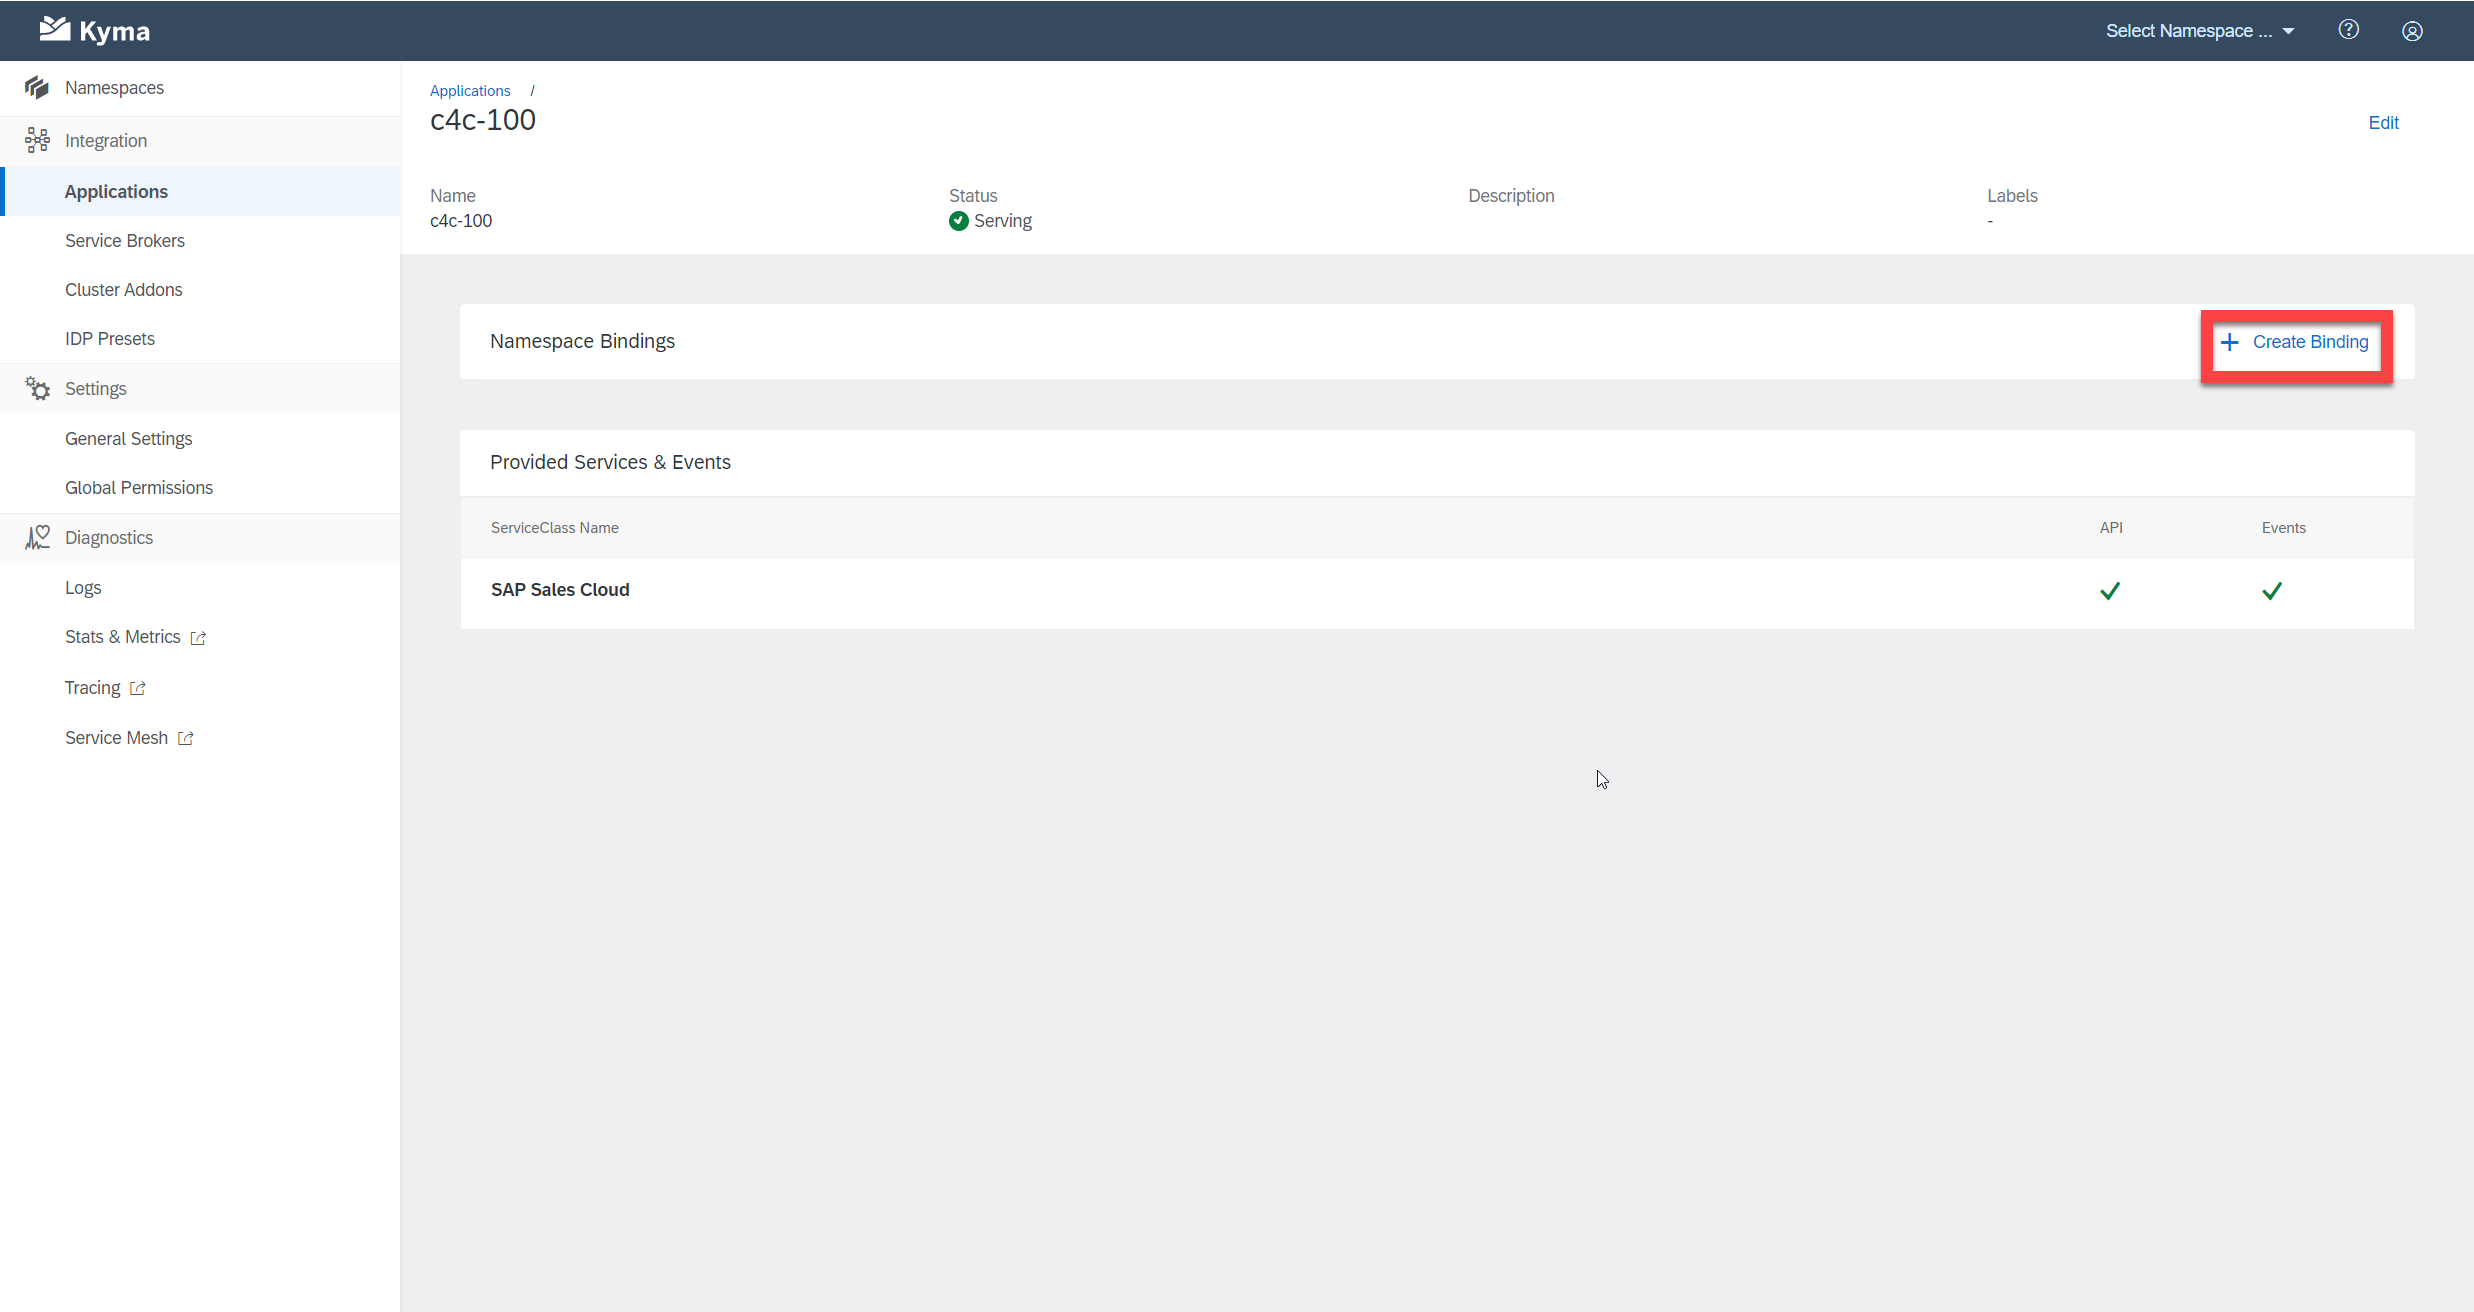 Kyma
Select Namespace ...
Namespaces
Integration
Applications
Service Brokers
Cluster Addons
IDP Presets
Settings
General Settings
Global Permissions
Diagnostics
Logs
Stats & Metrics
Tracing
Service Mesh
Applications /
c4c-100
Edit
Name
c4c-100
Status
Serving
Description
Labels
-
Namespace Bindings
+ Create Binding
Provided Services & Events
ServiceClass Name API Events
SAP Sales Cloud